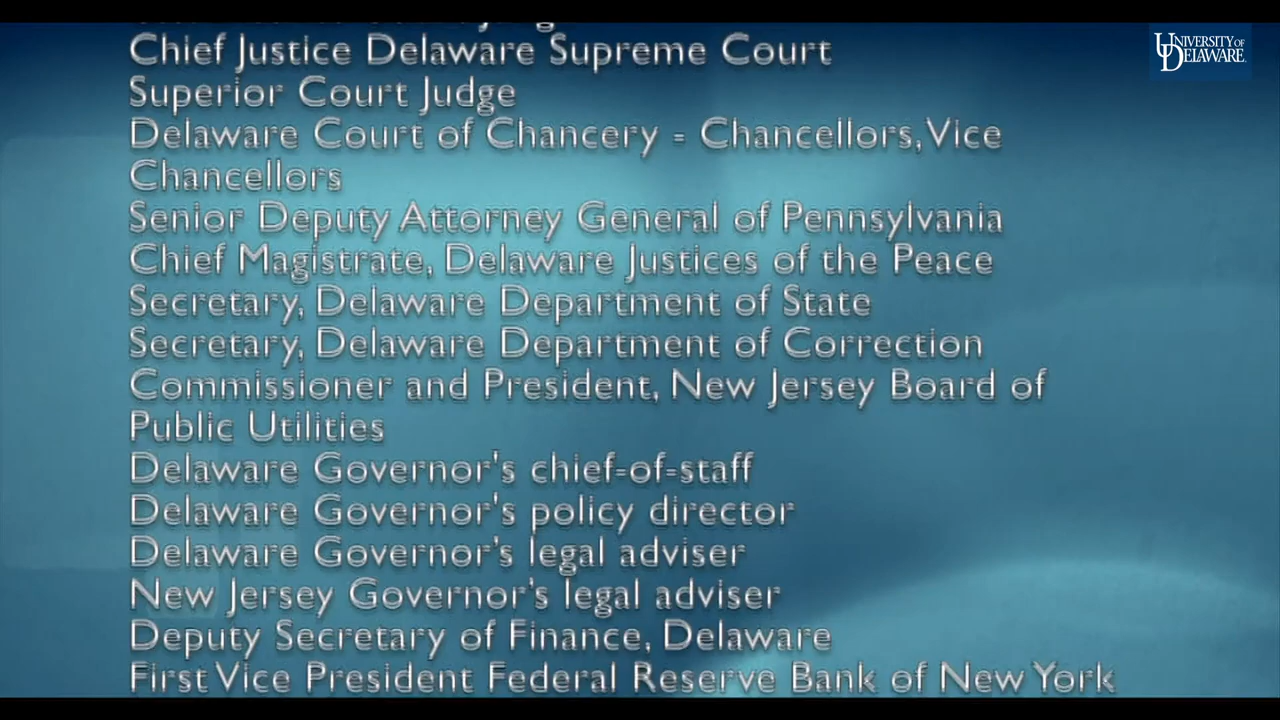 Chief Justice Delaware Supreme Court
UNIVERSITY OF
DELAWARE
Superior Court Judge
Delaware Court of Chancery - Chancellors, Vice
Chancellors
Senior Deputy Attorney General of Pennsylvania
Chief Magistrate, Delaware Justices of the Peace
Secretary, Delaware Department of State
Secretary, Delaware Department of Correction
Commissioner and President, New Jersey Board of
Public Utilities
Delaware Governor's chief-of-staff
Delaware Governor's policy director
Delaware Governor's legal adviser
New Jersey Governor's legal adviser
Deputy Secretary of Finance, Delaware
First Vice President Federal Reserve Bank of New York